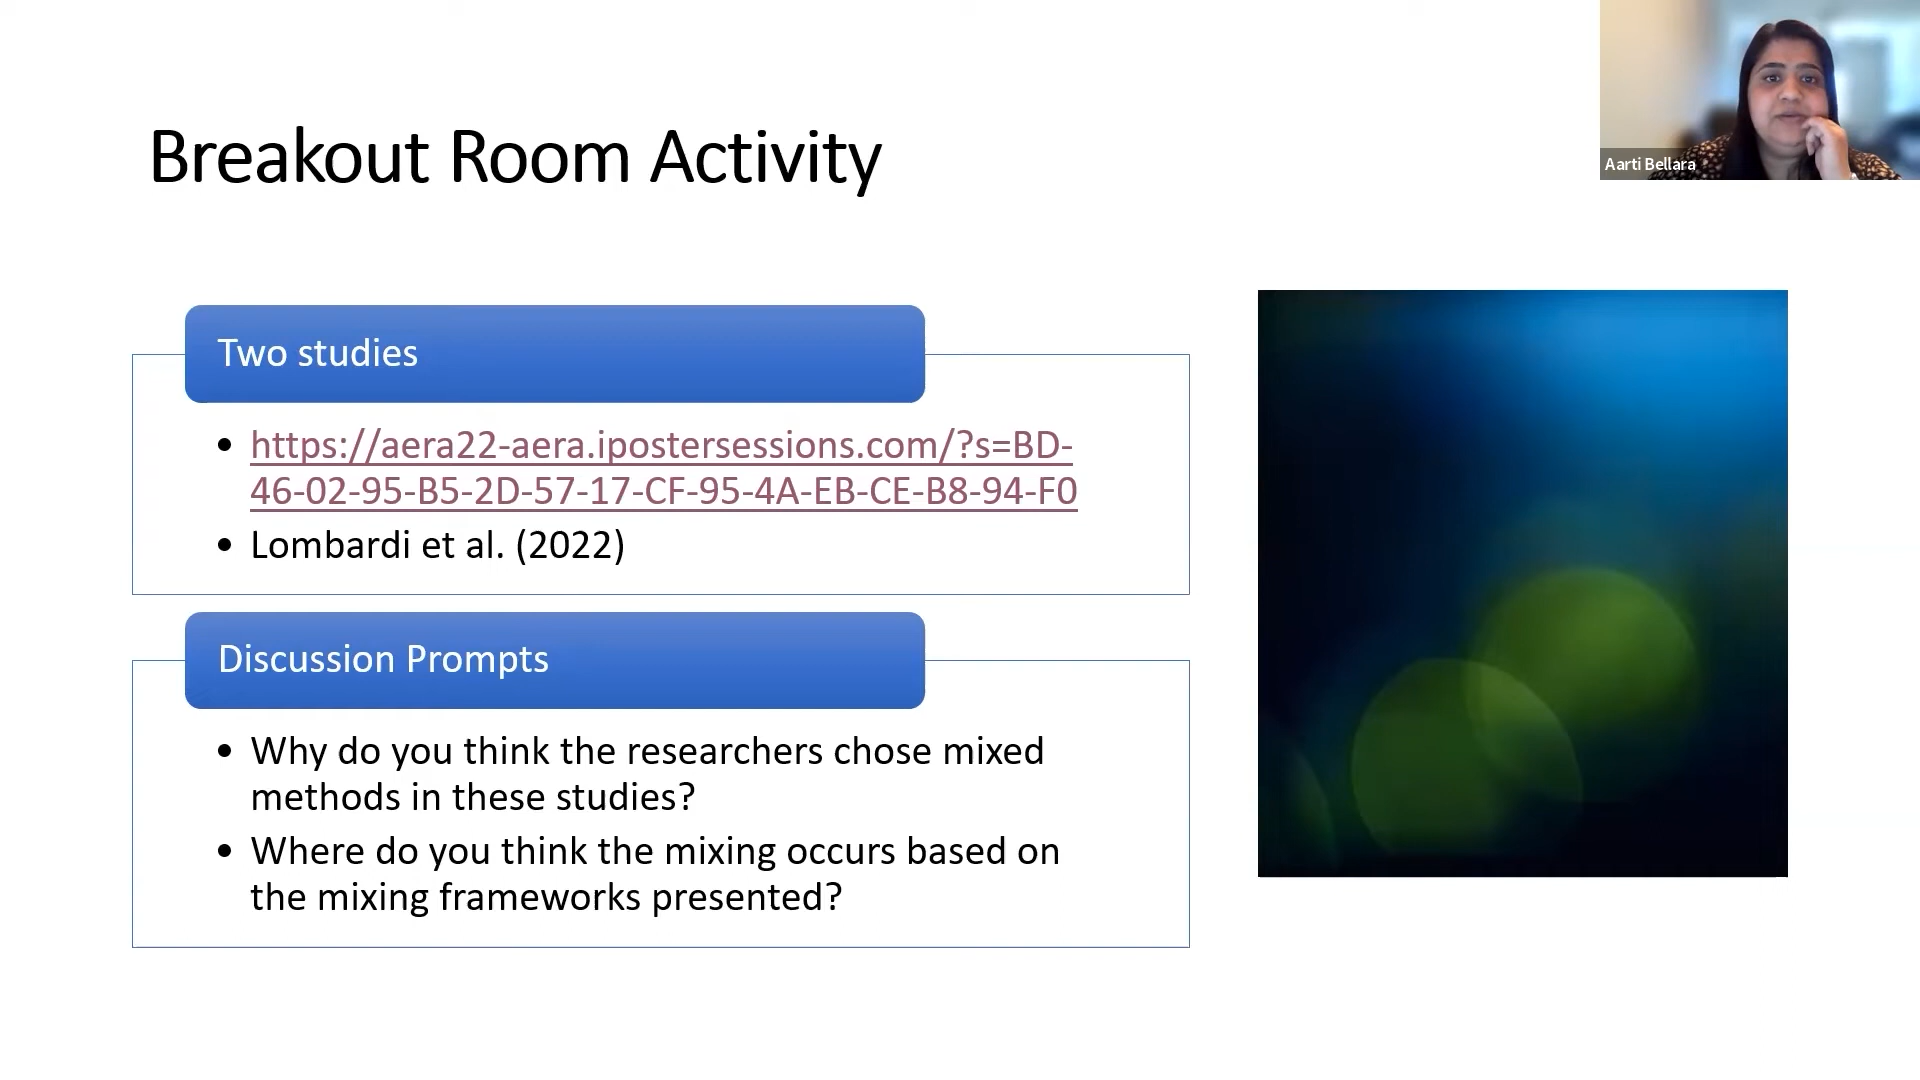 Breakout Room Activity
Aarti Bellara
Two studies
• https://aera22-aera.ipostersessions.com/?s=BD-
46-02-95-B5-2D-57-17-CF-95-4A-EB-CE-B8-94-F0
• Lombardi et al. (2022)
Discussion Prompts
• Why do you think the researchers chose mixed
methods in these studies?
• Where do you think the mixing occurs based on
the mixing frameworks presented?